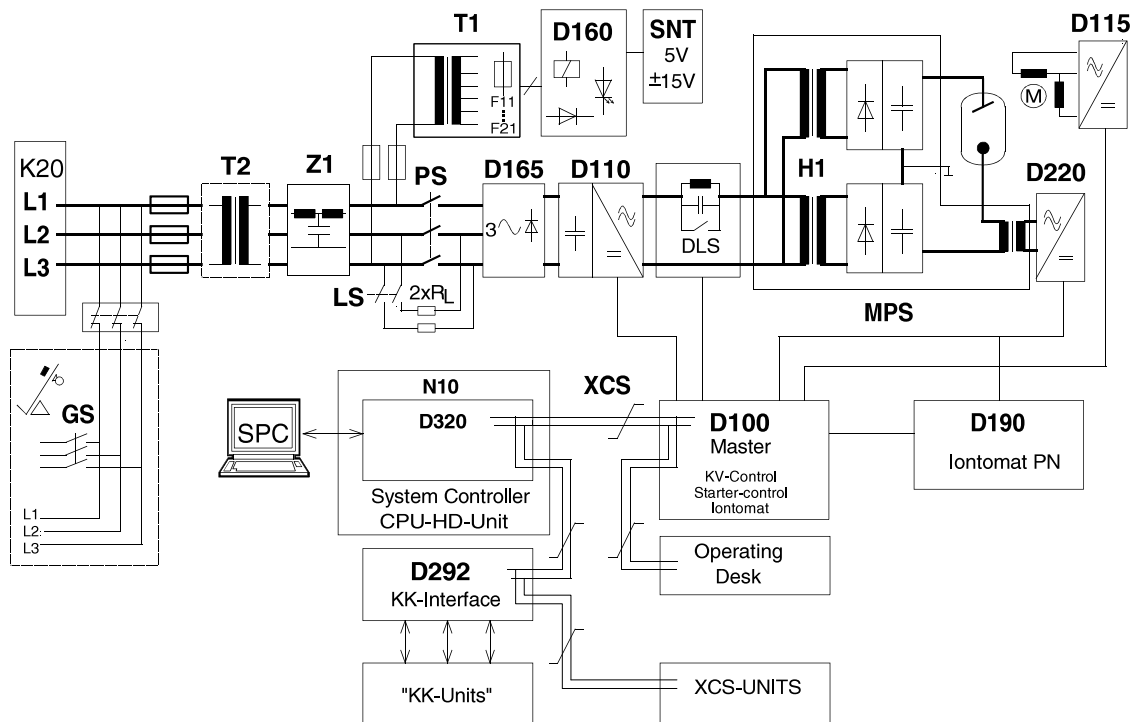 T1
F11
F21
D160
SNT
5V
±15V
D115
M
K20
L1
L2
L3
T2
Z1
PS
LS
2xRL
D165
3
D110
DLS
H1
D220
MPS
GS
L1
L2
L3
SPC
N10
D320
System Controller
CPU-HD-Unit
XCS
D100
Master
KV-Control
Starter-control
Iontomat
D190
Iontomat PN
Operating
Desk
D292
KK-Interface
"KK-Units"
XCS-UNITS